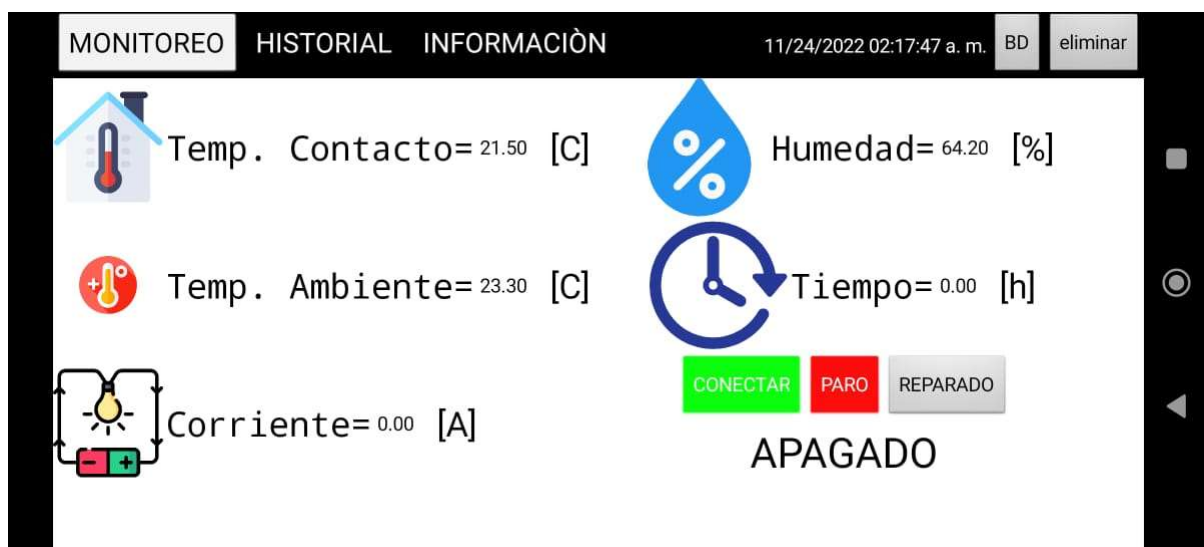 MONITOREO HISTORIAL INFORMACIÒN 11/24/2022 02:17:47 a. m. BD eliminar
Temp. Contacto= 21.50 [C]
% Humedad= 64.20 [%]
Temp. Ambiente= 23.30 [C]
Tiempo= 0.00 [h]
Corriente= 0.00 [A]
CONECTAR PARO REPARADO
APAGADO